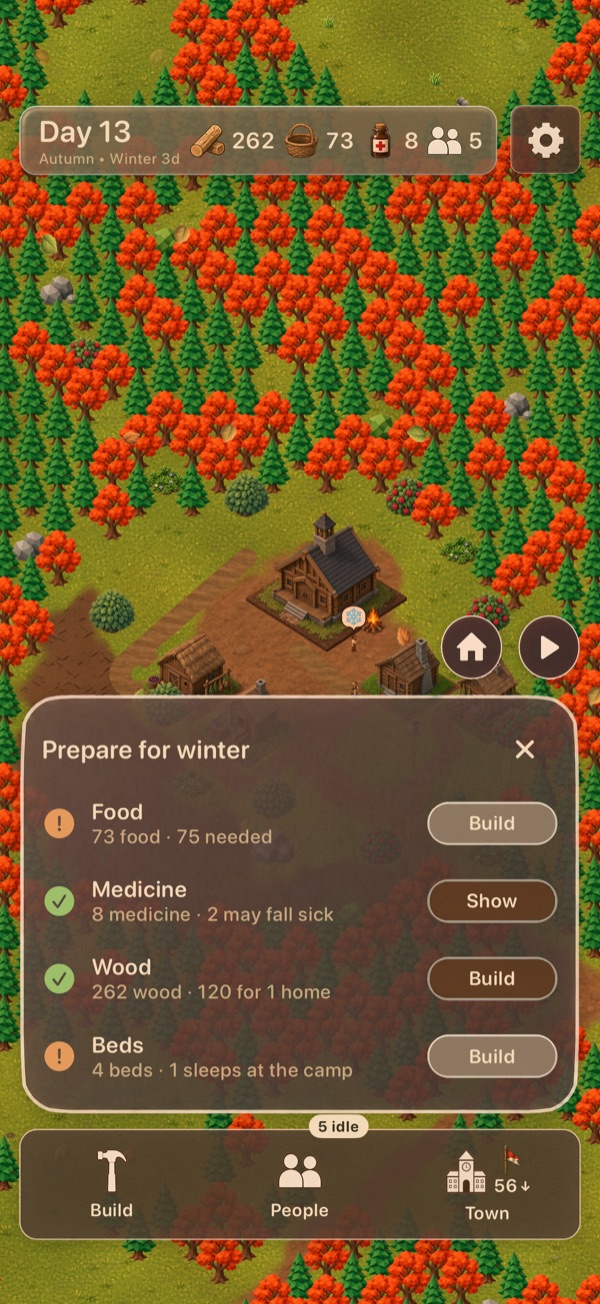 Day 13
Autumn • Winter 3d
262
73
8
5
Prepare for winter
Food
73 food · 75 needed
Build
Medicine
8 medicine · 2 may fall sick
Show
Wood
262 wood · 120 for 1 home
Build
Beds
4 beds · 1 sleeps at the camp
Build
5 idle
Build
People
56↓
Town